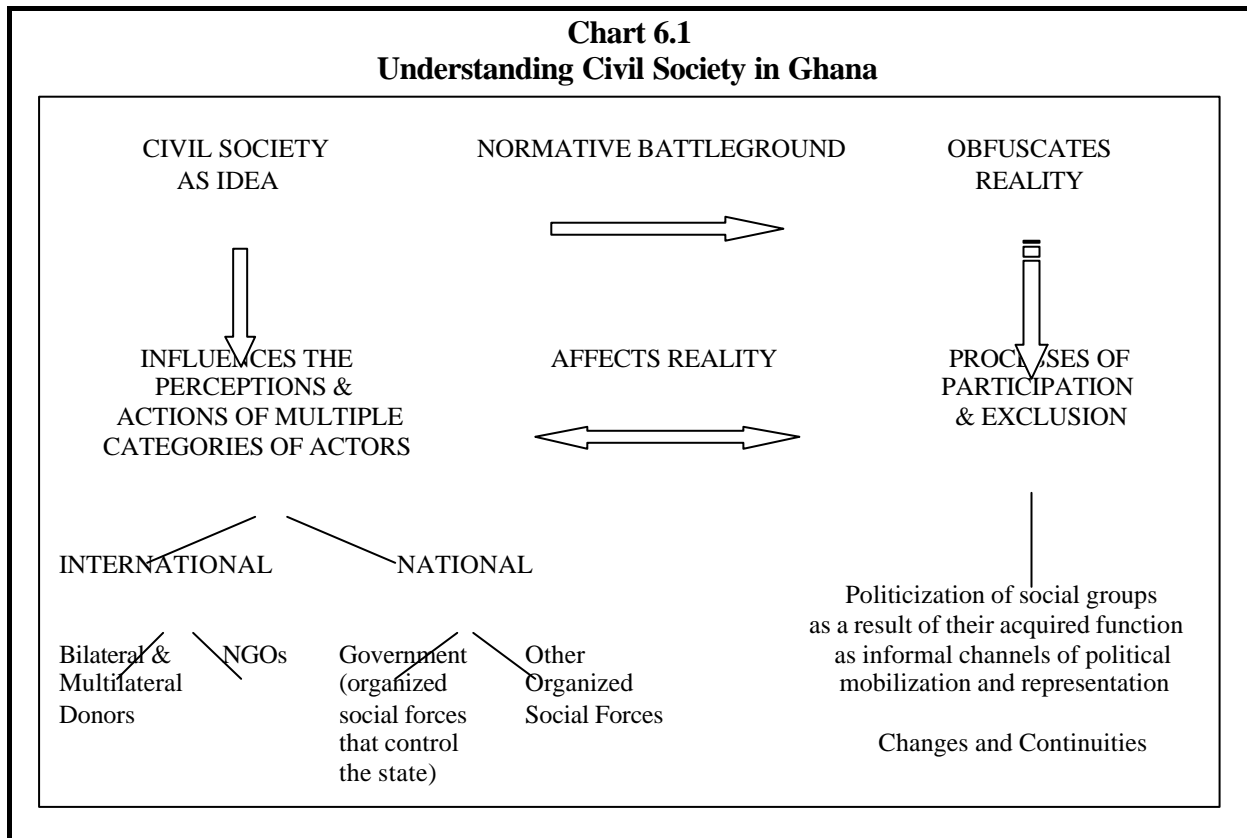 Chart 6.1
Understanding Civil Society in Ghana
CIVIL SOCIETY
AS IDEA
NORMATIVE BATTLEGROUND
OBFUSCATES
REALITY
INFLUENCES THE
PERCEPTIONS &
ACTIONS OF MULTIPLE
CATEGORIES OF ACTORS
AFFECTS REALITY
PROCESSES OF
PARTICIPATION
& EXCLUSION
INTERNATIONAL
NATIONAL
Bilateral &
Multilateral
Donors
NGOs
Government
(organized
social forces
that control
the state)
Other
Organized
Social Forces
Politicization of social groups
as a result of their acquired function
as informal channels of political
mobilization and representation
Changes and Continuities